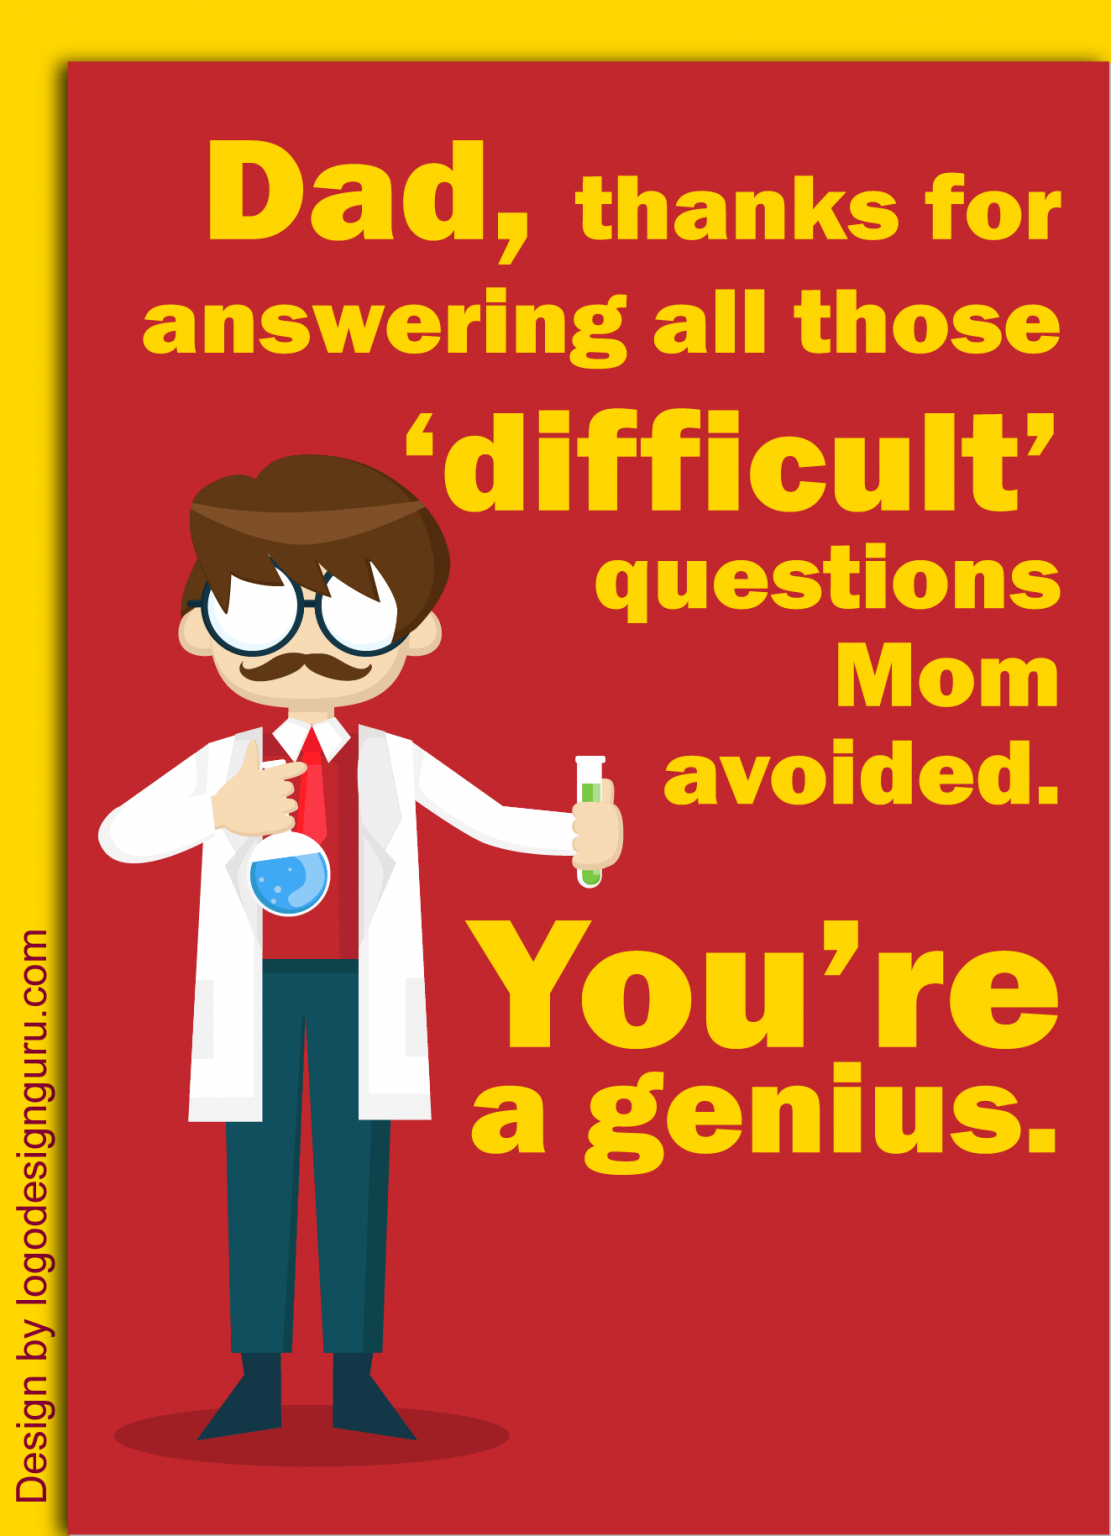 Dad, thanks for
answering all those
‘difficult’
questions
Mom
avoided.
You’re
a genius.
Design by logodesignguru.com